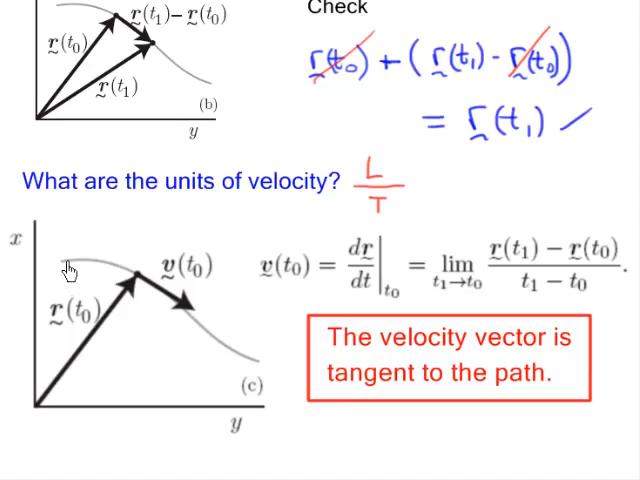 r(t₀)
r(t₁)−r(t₀)
r(t₁)
(b)
y
Check
r(t₀) + (r(t₁) - r(t₀))
= r(t₁)
What are the units of velocity? L/T
x
v(t₀)
r(t₀)
(c)
y
v(t₀) = dr/dt|t₀ = lim t₁→t₀ r(t₁) − r(t₀) / t₁ − t₀.
The velocity vector is
tangent to the path.